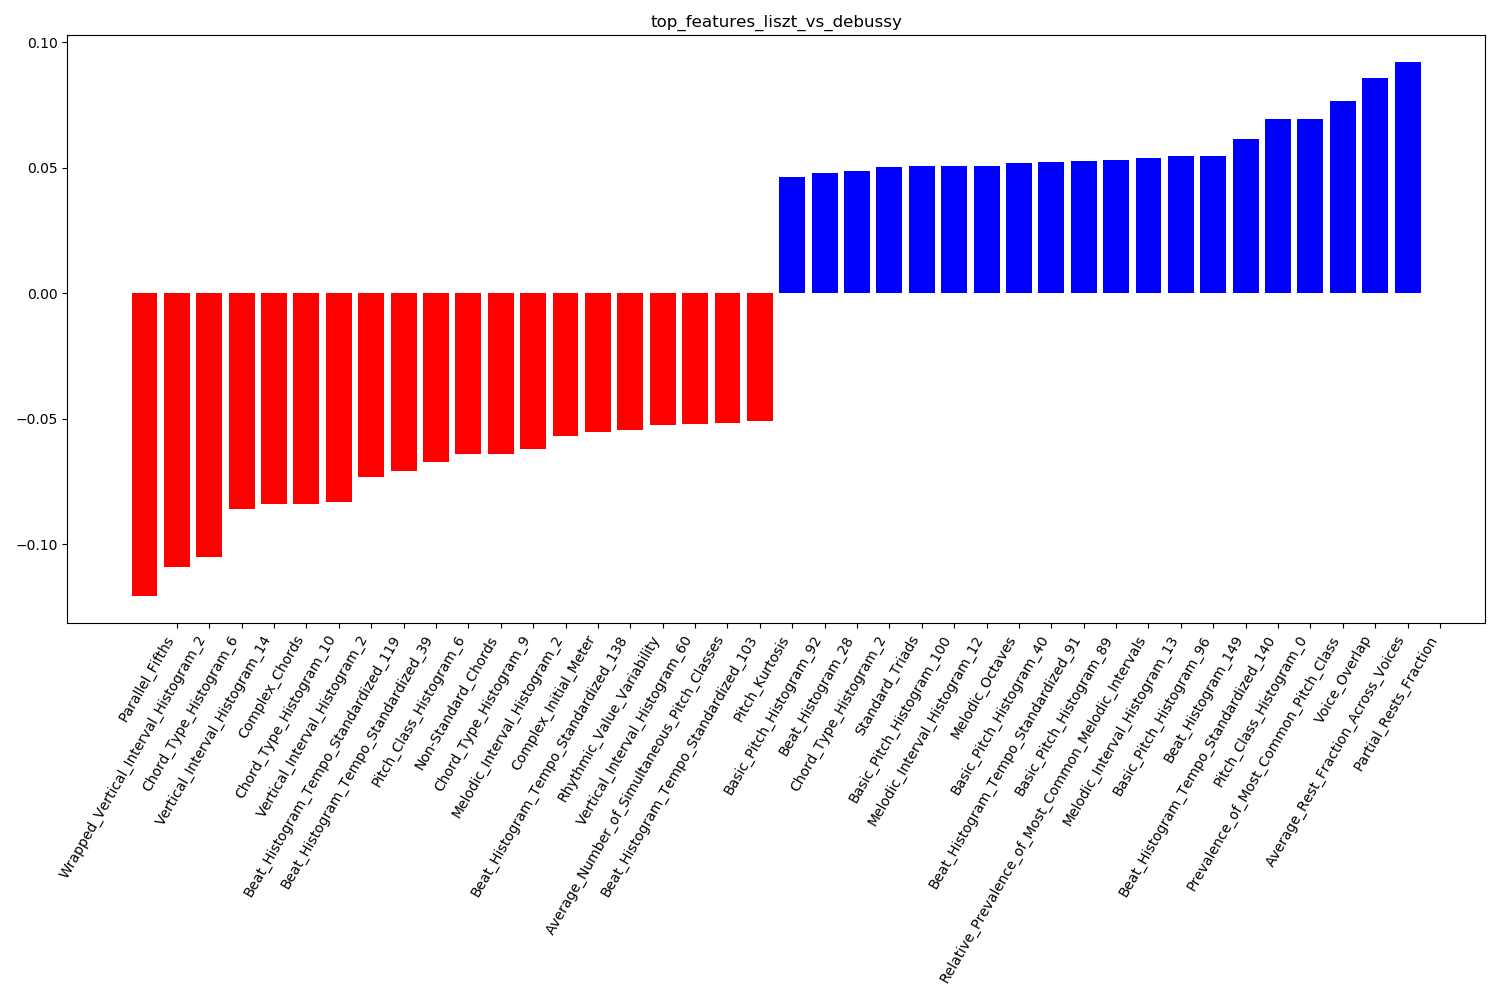 top_features_liszt_vs_debussy
0.10
0.05
0.00
−0.05
−0.10
Parallel_Fifths
Wrapped_Vertical_Interval_Histogram_2
Chord_Type_Histogram_6
Vertical_Interval_Histogram_14
Complex_Chords
Chord_Type_Histogram_10
Vertical_Interval_Histogram_2
Beat_Histogram_Tempo_Standardized_119
Beat_Histogram_Tempo_Standardized_39
Pitch_Class_Histogram_6
Non-Standard_Chords
Chord_Type_Histogram_9
Melodic_Interval_Histogram_2
Complex_Initial_Meter
Beat_Histogram_Tempo_Standardized_138
Rhythmic_Value_Variability
Vertical_Interval_Histogram_60
Average_Number_of_Simultaneous_Pitch_Classes
Beat_Histogram_Tempo_Standardized_103
Pitch_Kurtosis
Basic_Pitch_Histogram_92
Beat_Histogram_28
Chord_Type_Histogram_2
Standard_Triads
Basic_Pitch_Histogram_100
Melodic_Interval_Histogram_12
Melodic_Octaves
Basic_Pitch_Histogram_40
Beat_Histogram_Tempo_Standardized_91
Basic_Pitch_Histogram_89
Relative_Prevalence_of_Most_Common_Melodic_Intervals
Melodic_Interval_Histogram_13
Basic_Pitch_Histogram_96
Beat_Histogram_149
Beat_Histogram_Tempo_Standardized_140
Pitch_Class_Histogram_0
Prevalence_of_Most_Common_Pitch_Class
Voice_Overlap
Average_Rest_Fraction_Across_Voices
Partial_Rests_Fraction